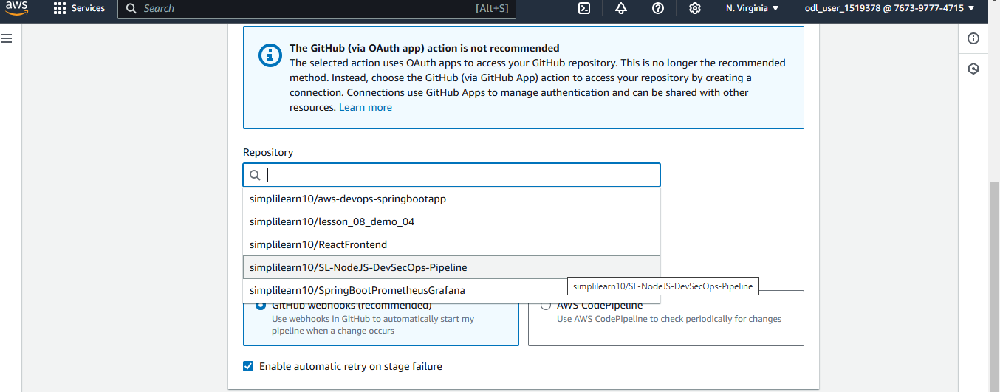 aws
Services
Search
[Alt+S]
N. Virginia
odl_user_1519378 @ 7673-9777-4715
The GitHub (via OAuth app) action is not recommended
The selected action uses OAuth apps to access your GitHub repository. This is no longer the recommended
method. Instead, choose the GitHub (via GitHub App) action to access your repository by creating a
connection. Connections use GitHub Apps to manage authentication and can be shared with other
resources. Learn more
Repository
simplilearn10/aws-devops-springbootapp
simplilearn10/lesson_08_demo_04
simplilearn10/ReactFrontend
simplilearn10/SL-NodeJS-DevSecOps-Pipeline
simplilearn10/SL-NodeJS-DevSecOps-Pipeline
simplilearn10/SpringBootPrometheusGrafana
GitHub webhooks (recommended)
Use webhooks in GitHub to automatically start my
pipeline when a change occurs
AWS CodePipeline
Use AWS CodePipeline to check periodically for changes
Enable automatic retry on stage failure